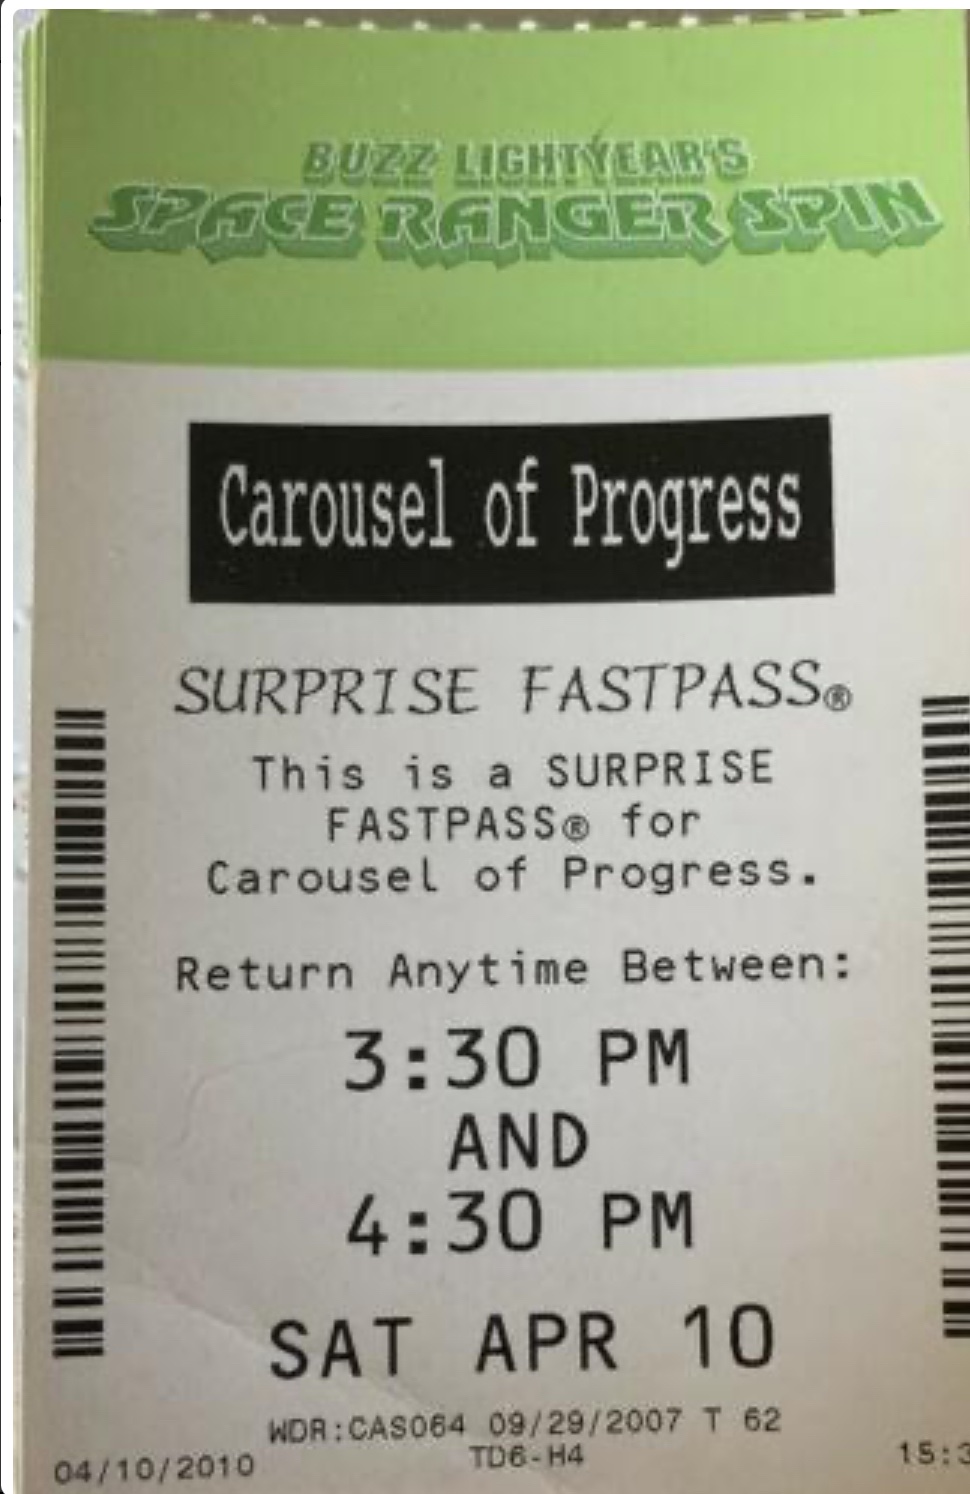 BUZZ LIGHTYEAR'S
SPACE RANGER SPIN
Carousel of Progress
SURPRISE FASTPASS®
This is a SURPRISE
FASTPASS® for
Carousel of Progress.
Return Anytime Between:
3:30 PM
AND
4:30 PM
SAT APR 10
WDR:CAS064 09/29/2007 T 62
TD6-H4
04/10/2010 15:3